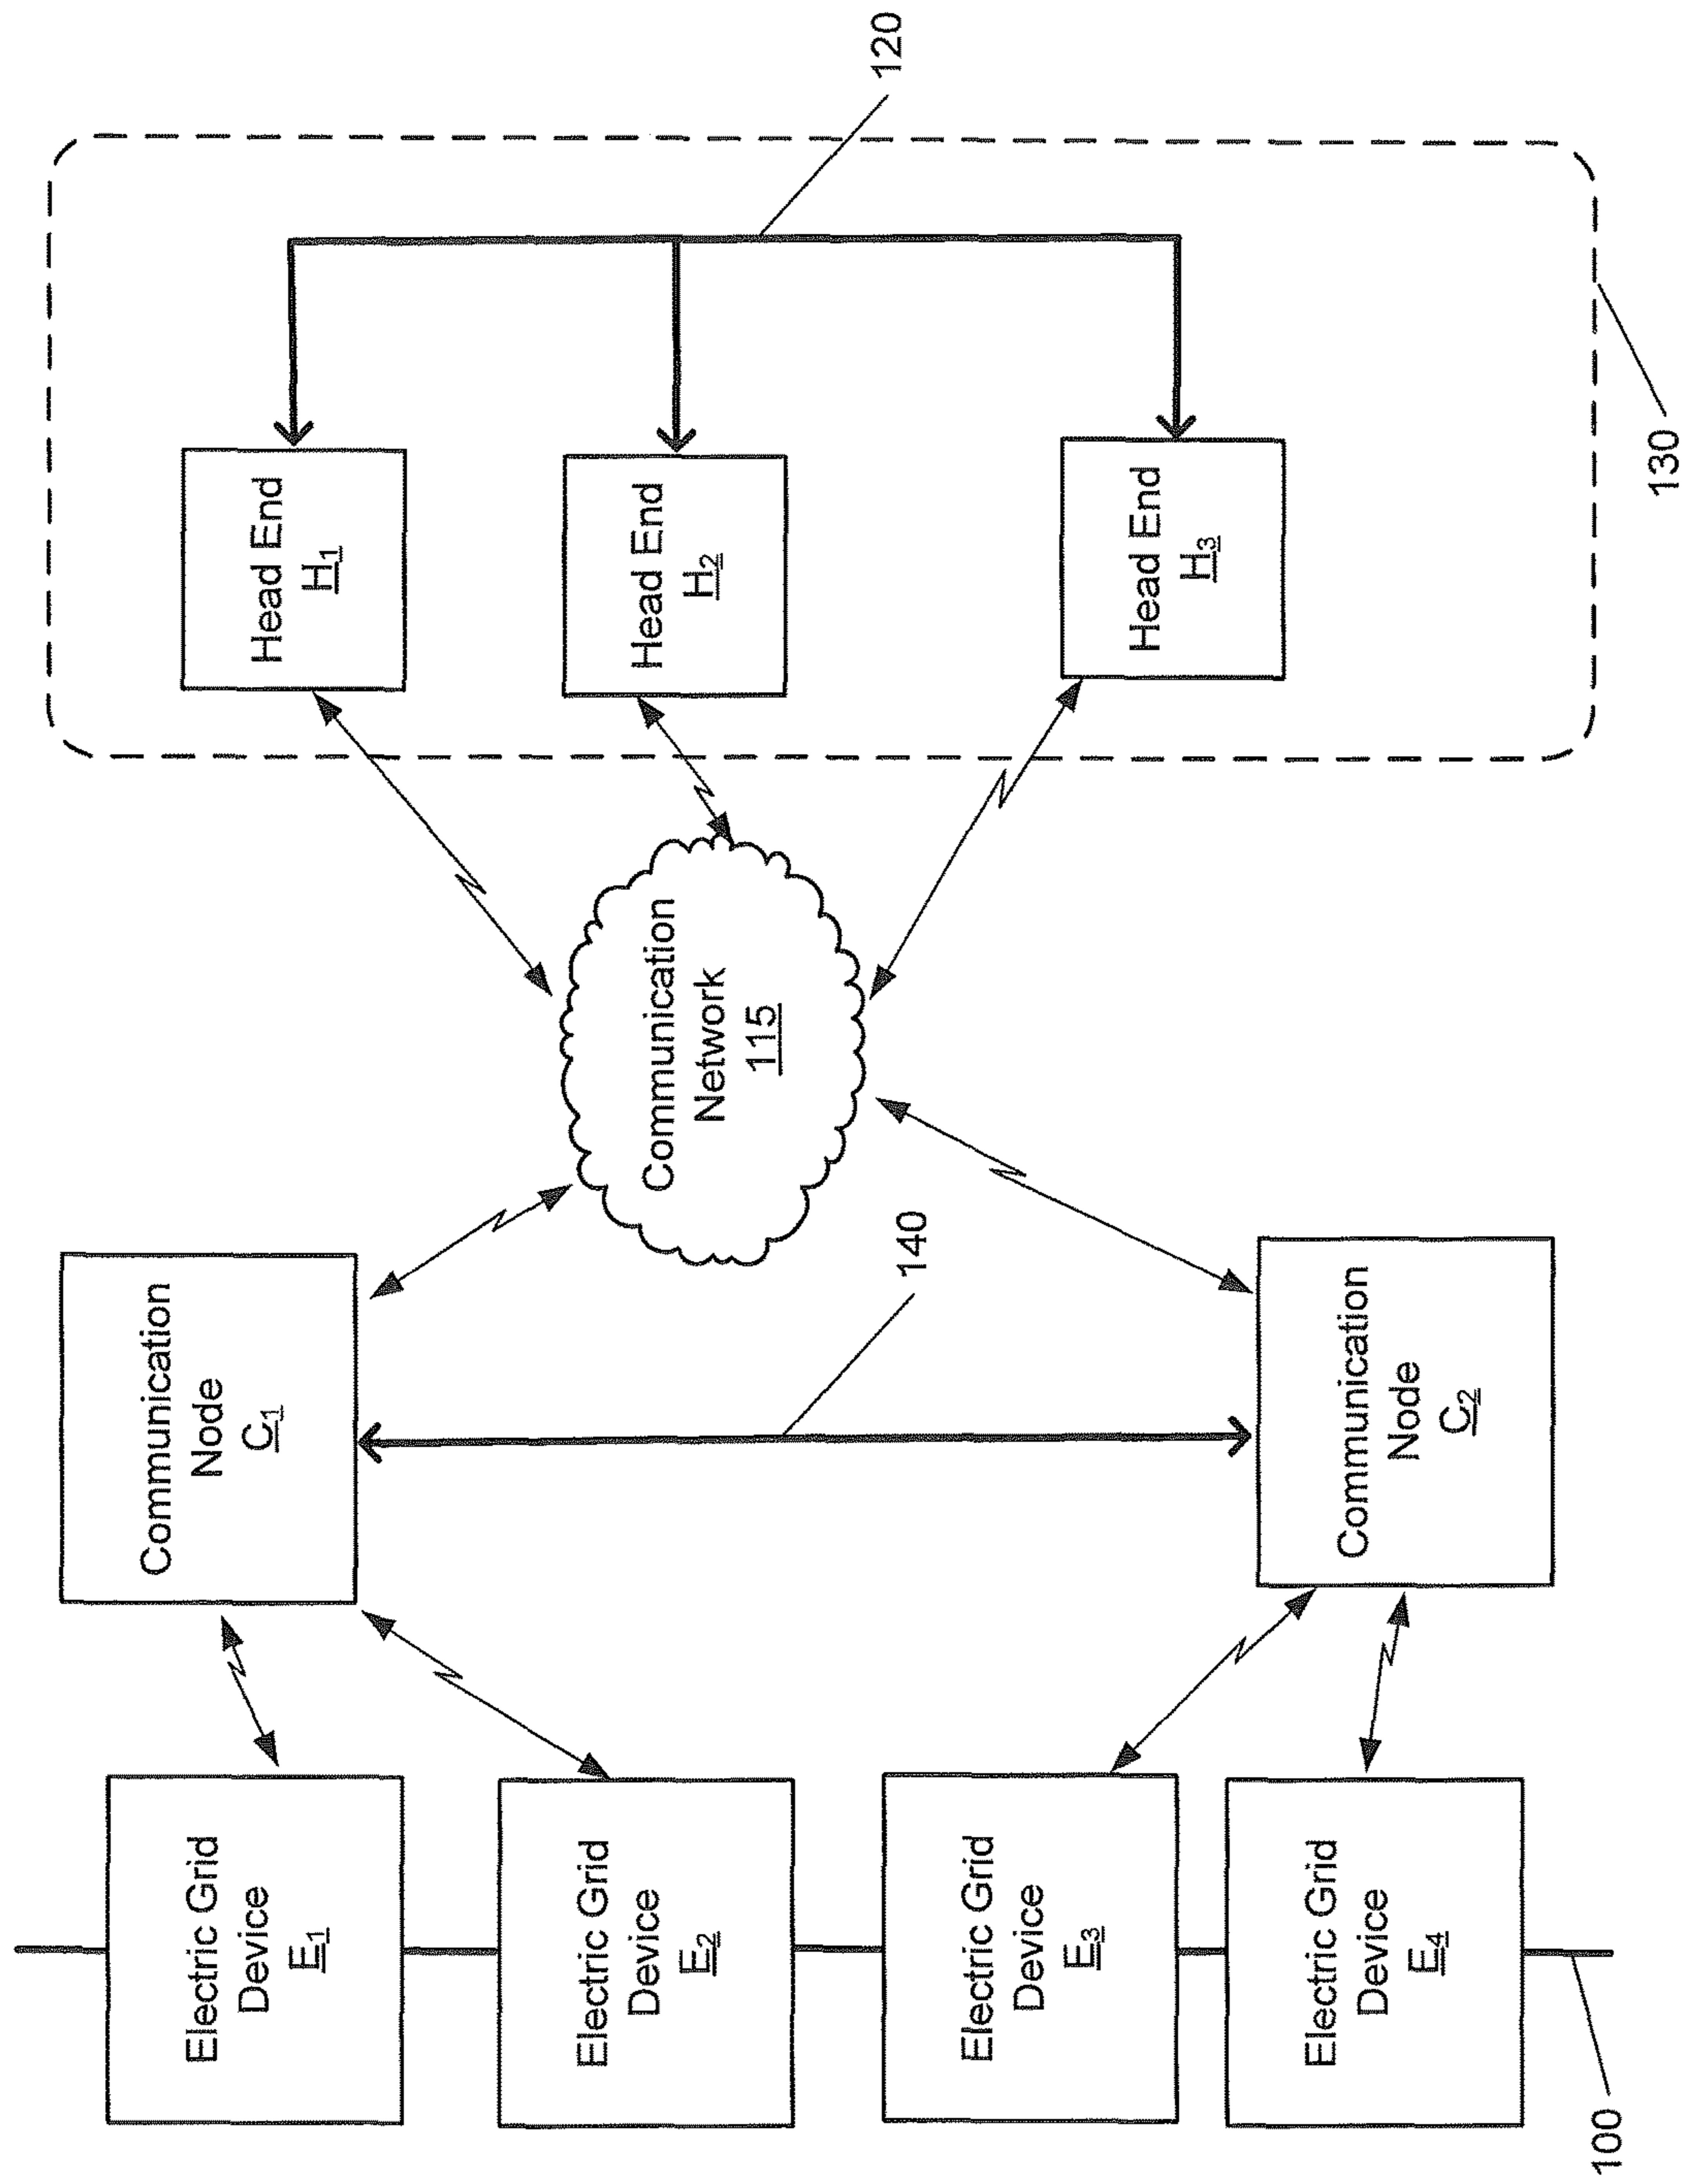 Electric Grid
Device
E1
Electric Grid
Device
E2
Electric Grid
Device
E3
Electric Grid
Device
E4
100
Communication
Node
C1
Communication
Node
C2
140
Communication
Network
115
Head End
H1
Head End
H2
Head End
H3
120
130